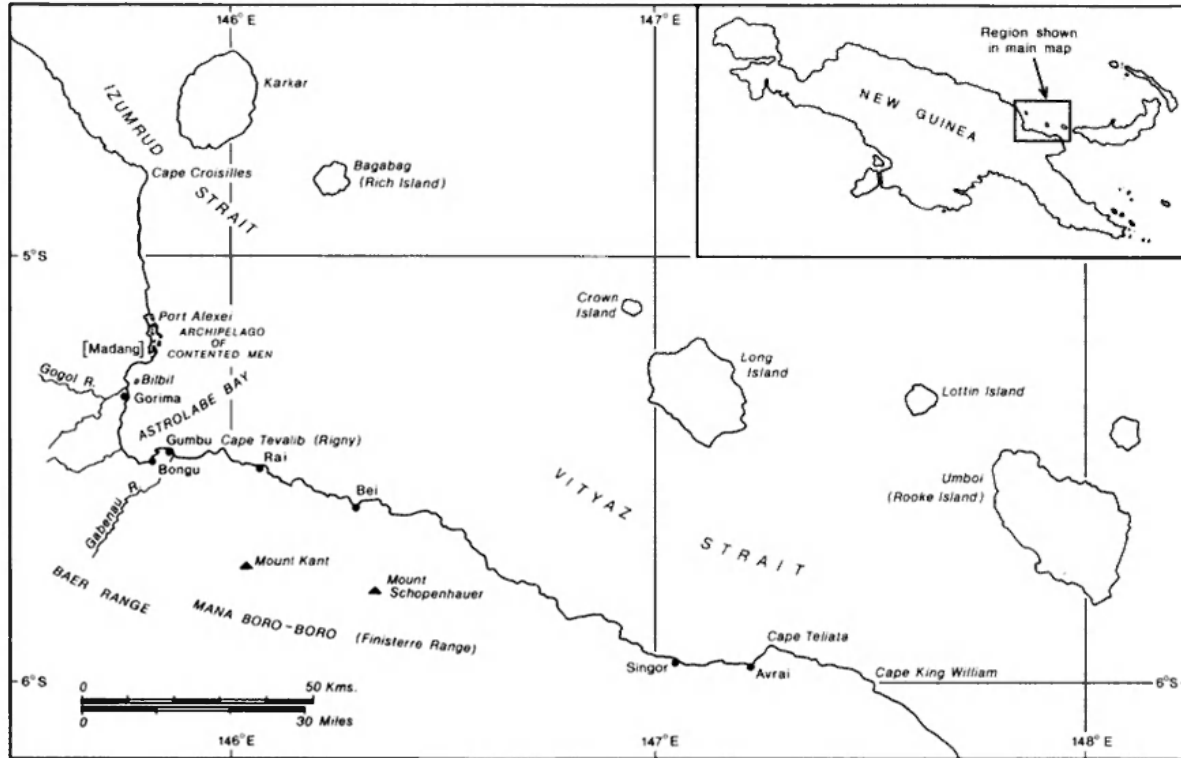 146°E
147°E
Karkar
IZUMRUD
STRAIT
Cape Croisilles
Bagabag
(Rich Island)
Region shown
in main map
NEW GUINEA
5°S
Port Alexei
ARCHIPELAGO
OF
CONTENTED MEN
[Madang]
Gogol R.
Bilbil
Gorima
ASTROLABE BAY
Gumbu
Cape Tevalib (Rigny)
Bongu
Rai
Bei
Gabenau R.
Crown
Island
Long
Island
Lottin Island
Umboi
(Rooke Island)
VITYAZ
STRAIT
Mount Kant
Mount
Schopenhauer
BAER RANGE
MANA BORO-BORO (Finisterre Range)
Singor
Avrai
Cape Teliata
Cape King William
6°S
6°S
0
50 Kms.
0
30 Miles
146°E
147°E
148°E